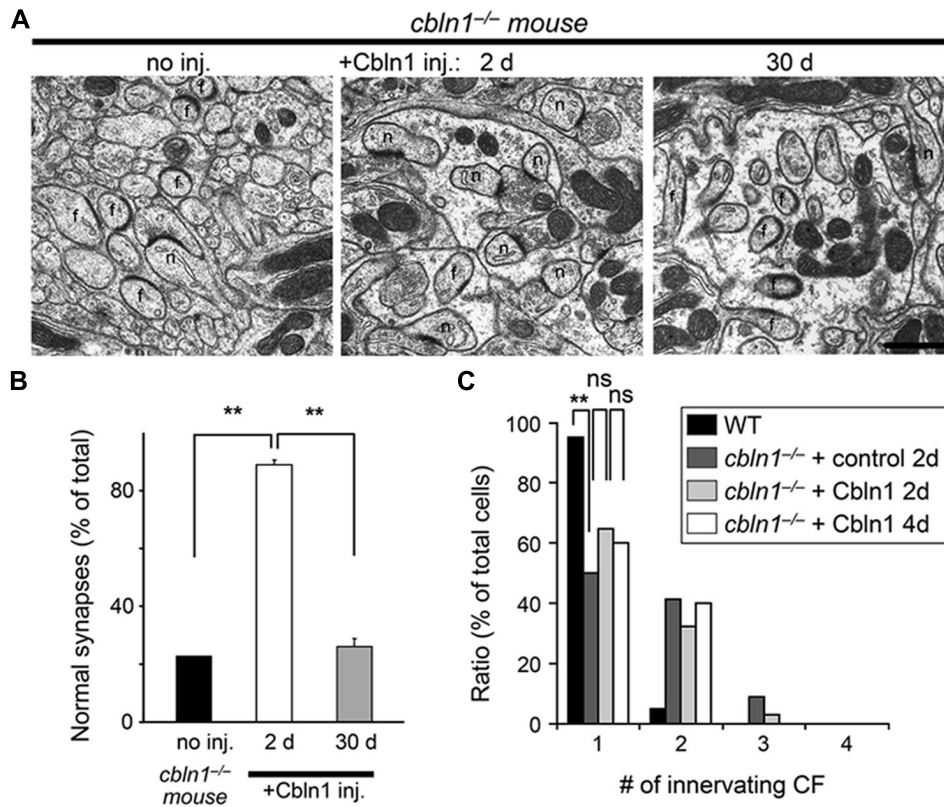 A
cbln1–/– mouse
no inj.
+Cbln1 inj.: 2 d
30 d
f
f
f
f
f
n
f
n
n
n
n
n
n
f
n
f
n
f
f
f
B
** **
Normal synapses (% of total)
80
40
0
no inj. 2 d 30 d
cbln1–/– mouse
+Cbln1 inj.
C
ns
** ns
Ratio (% of total cells)
100
80
60
40
20
0
1 2 3 4
# of innervating CF
WT
cbln1–/– + control 2d
cbln1–/– + Cbln1 2d
cbln1–/– + Cbln1 4d